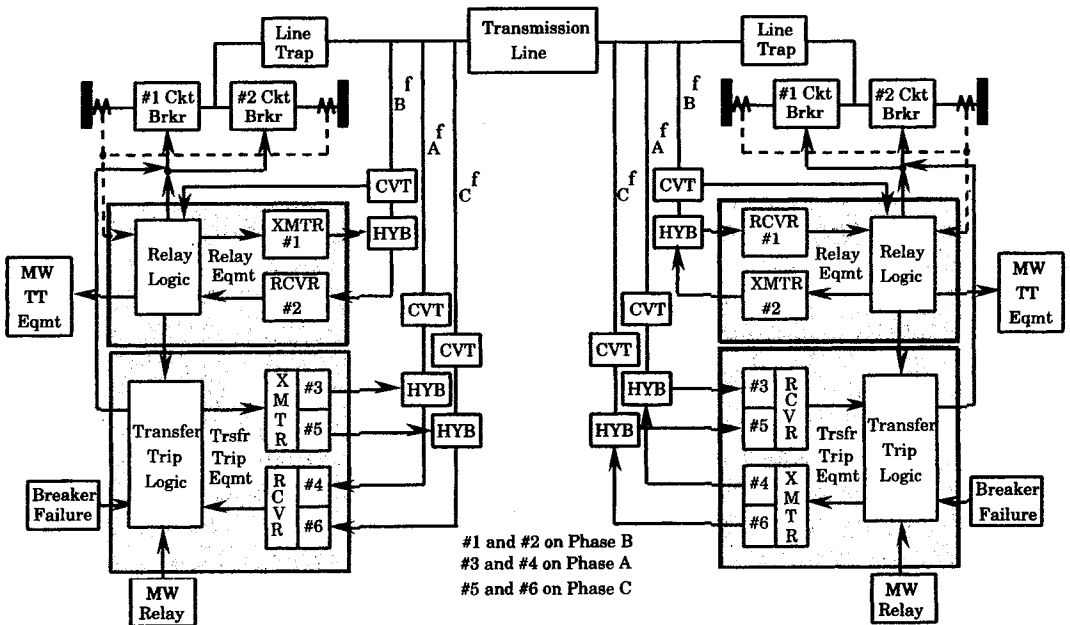 Line
Trap
Transmission
Line
Line
Trap
#1 Ckt
Brkr
#2 Ckt
Brkr
#1 Ckt
Brkr
#2 Ckt
Brkr
f
B
f
A
f
C
f
B
f
A
f
C
CVT
HYB
CVT
HYB
Relay
Logic
XMTR
#1
Relay
Eqmt
RCVR
#2
MW
TT
Eqmt
RCVR
#1
Relay
Eqmt
XMTR
#2
Relay
Logic
MW
TT
Eqmt
CVT
CVT
HYB
HYB
CVT
CVT
HYB
HYB
Transfer
Trip
Logic
Trsfr
Trip
Eqmt
XMTR
#3
#5
RCVR
#4
#6
Breaker
Failure
MW
Relay
#3
#5
RCVR
#4
#6
XMTR
Trsfr
Trip
Eqmt
Transfer
Trip
Logic
Breaker
Failure
MW
Relay
#1 and #2 on Phase B
#3 and #4 on Phase A
#5 and #6 on Phase C